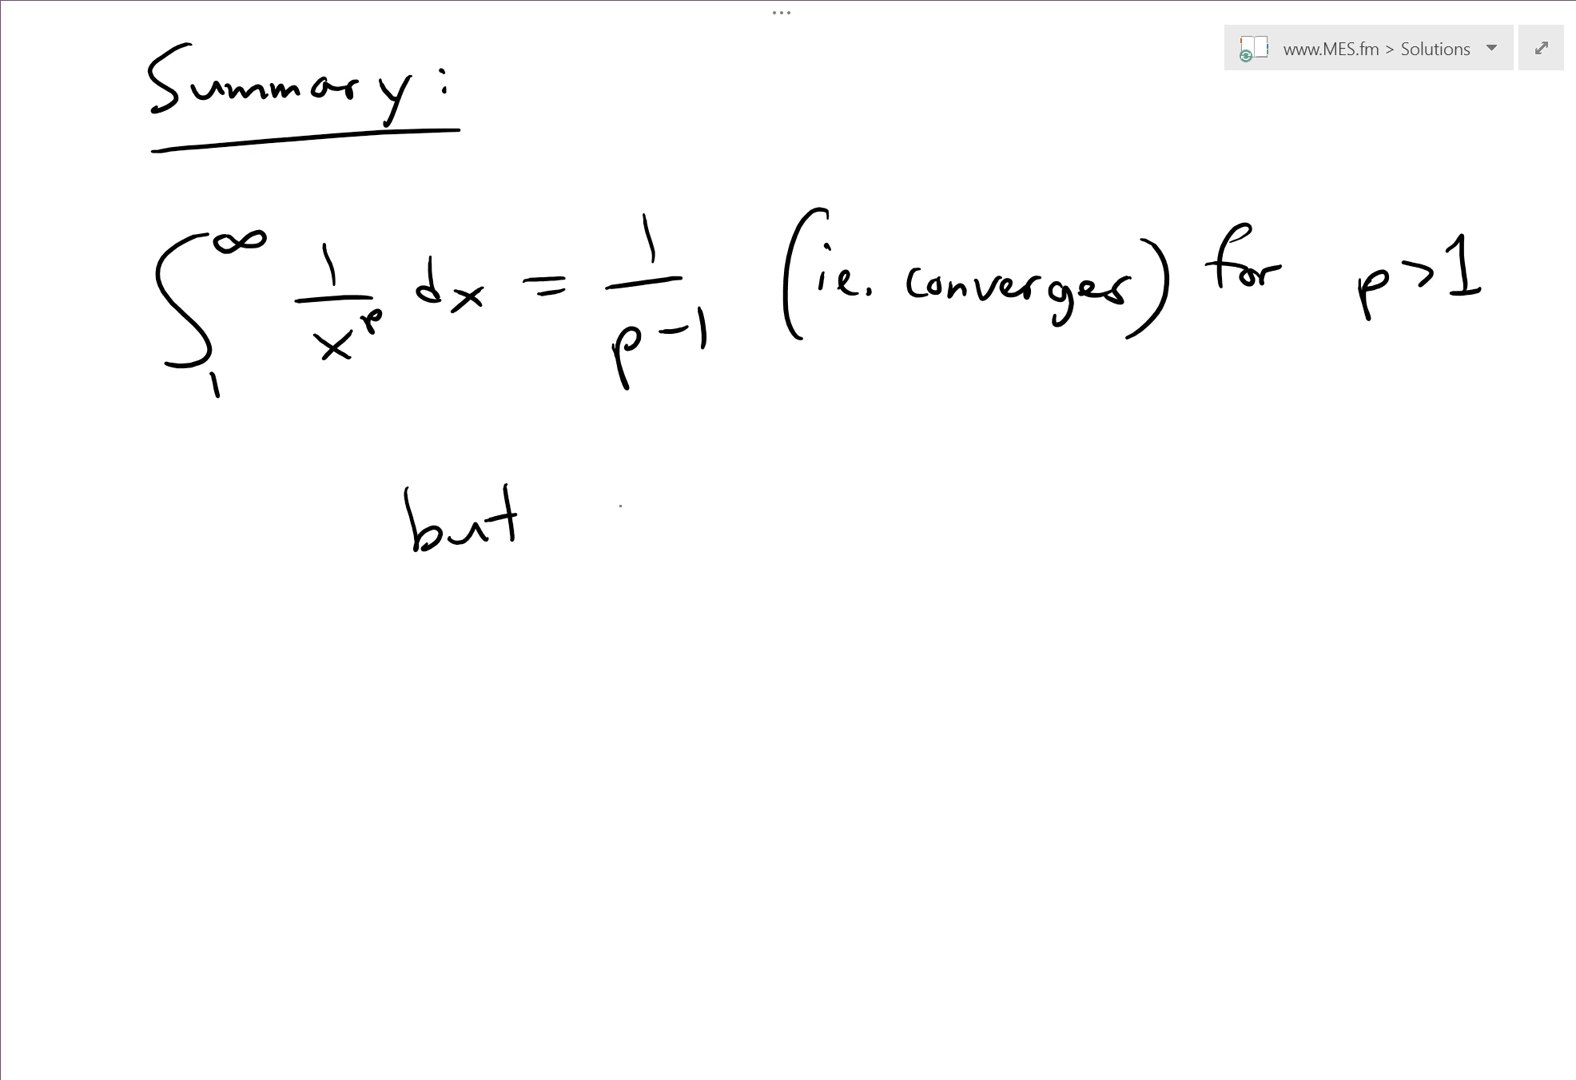 www.MES.fm > Solutions
Summary:
∫₁^∞ 1/x^p dx = 1/(p-1) (ie. converges) for p>1
but